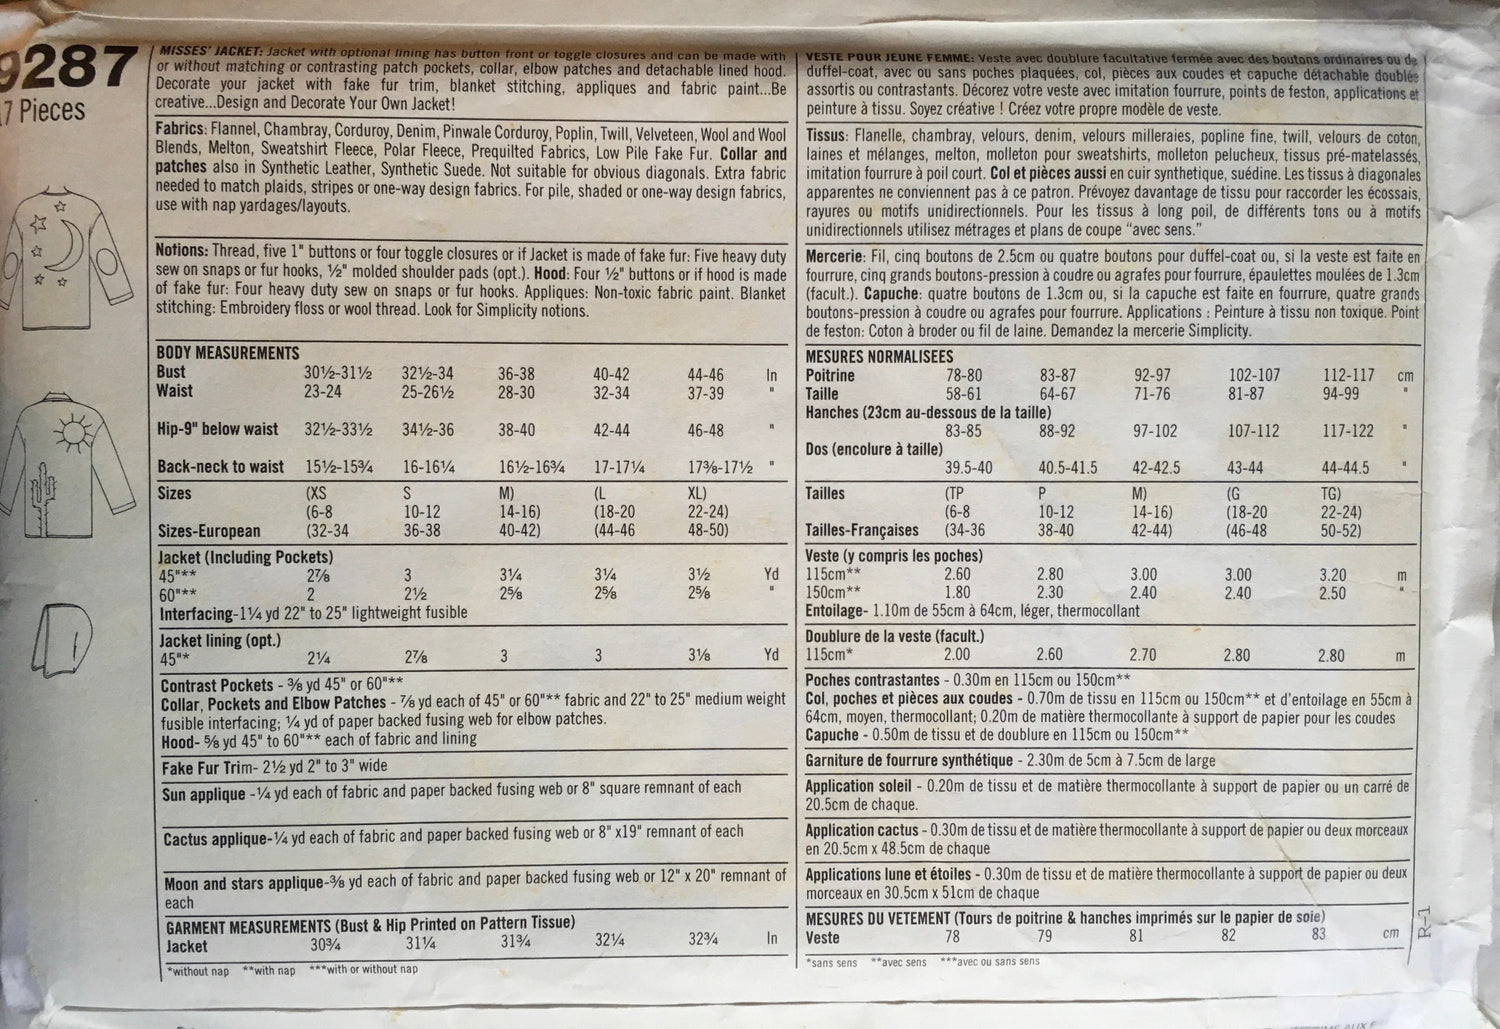 9287
17 Pieces
MISSES' JACKET: Jacket with optional lining has button front or toggle closures and can be made with
or without matching or contrasting patch pockets, collar, elbow patches and detachable lined hood.
Decorate your jacket with fake fur trim, blanket stitching, appliques and fabric paint...Be
creative...Design and Decorate Your Own Jacket!
Fabrics: Flannel, Chambray, Corduroy, Denim, Pinwale Corduroy, Poplin, Twill, Velveteen, Wool and Wool
Blends, Melton, Sweatshirt Fleece, Polar Fleece, Prequilted Fabrics, Low Pile Fake Fur. Collar and
patches also in Synthetic Leather, Synthetic Suede. Not suitable for obvious diagonals. Extra fabric
needed to match plaids, stripes or one-way design fabrics. For pile, shaded or one-way design fabrics,
use with nap yardages/layouts.
Notions: Thread, five 1" buttons or four toggle closures or if Jacket is made of fake fur: Five heavy duty
sew on snaps or fur hooks, ½" molded shoulder pads (opt.). Hood: Four ½" buttons or if hood is made
of fake fur: Four heavy duty sew on snaps or fur hooks. Appliques: Non-toxic fabric paint. Blanket
stitching: Embroidery floss or wool thread. Look for Simplicity notions.
BODY MEASUREMENTS
Bust 30½-31½ 32½-34 36-38 40-42 44-46 In
Waist 23-24 25-26½ 28-30 32-34 37-39 "
Hip-9" below waist 32½-33½ 34½-36 38-40 42-44 46-48 "
Back-neck to waist 15½-15¾ 16-16¼ 16½-16¾ 17-17¼ 17⅜-17½ "
Sizes (XS S M) (L XL)
(6-8 10-12 14-16) (18-20 22-24)
Sizes-European (32-34 36-38 40-42) (44-46 48-50)
Jacket (Including Pockets)
45"** 2⅞ 3 3¼ 3¼ 3½ Yd
60"** 2 2½ 2⅝ 2⅝ 2⅝ "
Interfacing-1¼ yd 22" to 25" lightweight fusible
Jacket lining (opt.)
45"* 2¼ 2⅞ 3 3 3⅛ Yd
Contrast Pockets - ⅜ yd 45" or 60"**
Collar, Pockets and Elbow Patches - ⅞ yd each of 45" or 60"** fabric and 22" to 25" medium weight
fusible interfacing; ¼ yd of paper backed fusing web for elbow patches.
Hood- ⅝ yd 45" to 60"** each of fabric and lining
Fake Fur Trim- 2½ yd 2" to 3" wide
Sun applique -¼ yd each of fabric and paper backed fusing web or 8" square remnant of each
Cactus applique-¼ yd each of fabric and paper backed fusing web or 8" x19" remnant of each
Moon and stars applique-⅜ yd each of fabric and paper backed fusing web or 12" x 20" remnant of
each
GARMENT MEASUREMENTS (Bust & Hip Printed on Pattern Tissue)
Jacket 30¾ 31¼ 31¾ 32¼ 32¾ In
*without nap **with nap ***with or without nap
VESTE POUR JEUNE FEMME: Veste avec doublure facultative fermée avec des boutons ordinaires ou de
duffel-coat, avec ou sans poches plaquées, col, pièces aux coudes et capuche détachable doublée
assortis ou contrastants. Décorez votre veste avec imitation fourrure, points de feston, applications et
peinture à tissu. Soyez créative ! Créez votre propre modèle de veste.
Tissus: Flanelle, chambray, velours, denim, velours milleraies, popline fine, twill, velours de coton,
laines et mélanges, melton, molleton pour sweatshirts, molleton pelucheux, tissus pré-matelassés,
imitation fourrure à poil court. Col et pièces aussi en cuir synthetique, suédine. Les tissus à diagonales
apparentes ne conviennent pas à ce patron. Prévoyez davantage de tissu pour raccorder les écossais,
rayures ou motifs unidirectionnels. Pour les tissus à long poil, de différents tons ou à motifs
unidirectionnels utilisez métrages et plans de coupe "avec sens."
Mercerie: Fil, cinq boutons de 2.5cm ou quatre boutons pour duffel-coat ou, si la veste est faite en
fourrure, cinq grands boutons-pression à coudre ou agrafes pour fourrure, épaulettes moulées de 1.3cm
(facult.). Capuche: quatre boutons de 1.3cm ou, si la capuche est faite en fourrure, quatre grands
boutons-pression à coudre ou agrafes pour fourrure. Applications : Peinture à tissu non toxique. Point
de feston: Coton à broder ou fil de laine. Demandez la mercerie Simplicity.
MESURES NORMALISEES
Poitrine 78-80 83-87 92-97 102-107 112-117 cm
Taille 58-61 64-67 71-76 81-87 94-99 "
Hanches (23cm au-dessous de la taille)
83-85 88-92 97-102 107-112 117-122 "
Dos (encolure à taille)
39.5-40 40.5-41.5 42-42.5 43-44 44-44.5 "
Tailles (TP P M) (G TG)
(6-8 10-12 14-16) (18-20 22-24)
Tailles-Françaises (34-36 38-40 42-44) (46-48 50-52)
Veste (y compris les poches)
115cm** 2.60 2.80 3.00 3.00 3.20 m
150cm** 1.80 2.30 2.40 2.40 2.50 "
Entoilage- 1.10m de 55cm à 64cm, léger, thermocollant
Doublure de la veste (facult.)
115cm* 2.00 2.60 2.70 2.80 2.80 m
Poches contrastantes - 0.30m en 115cm ou 150cm**
Col, poches et pièces aux coudes - 0.70m de tissu en 115cm ou 150cm** et d'entoilage en 55cm à
64cm, moyen, thermocollant; 0.20m de matière thermocollante à support de papier pour les coudes
Capuche - 0.50m de tissu et de doublure en 115cm ou 150cm**
Garniture de fourrure synthétique - 2.30m de 5cm à 7.5cm de large
Application soleil - 0.20m de tissu et de matière thermocollante à support de papier ou un carré de
20.5cm de chaque.
Application cactus - 0.30m de tissu et de matière thermocollante à support de papier ou deux morceaux
en 20.5cm x 48.5cm de chaque
Applications lune et étoiles - 0.30m de tissu et de matière thermocollante à support de papier ou deux
morceaux en 30.5cm x 51cm de chaque
MESURES DU VETEMENT (Tours de poitrine & hanches imprimés sur le papier de soie)
Veste 78 79 81 82 83 cm
*sans sens **avec sens ***avec ou sans sens
R-1